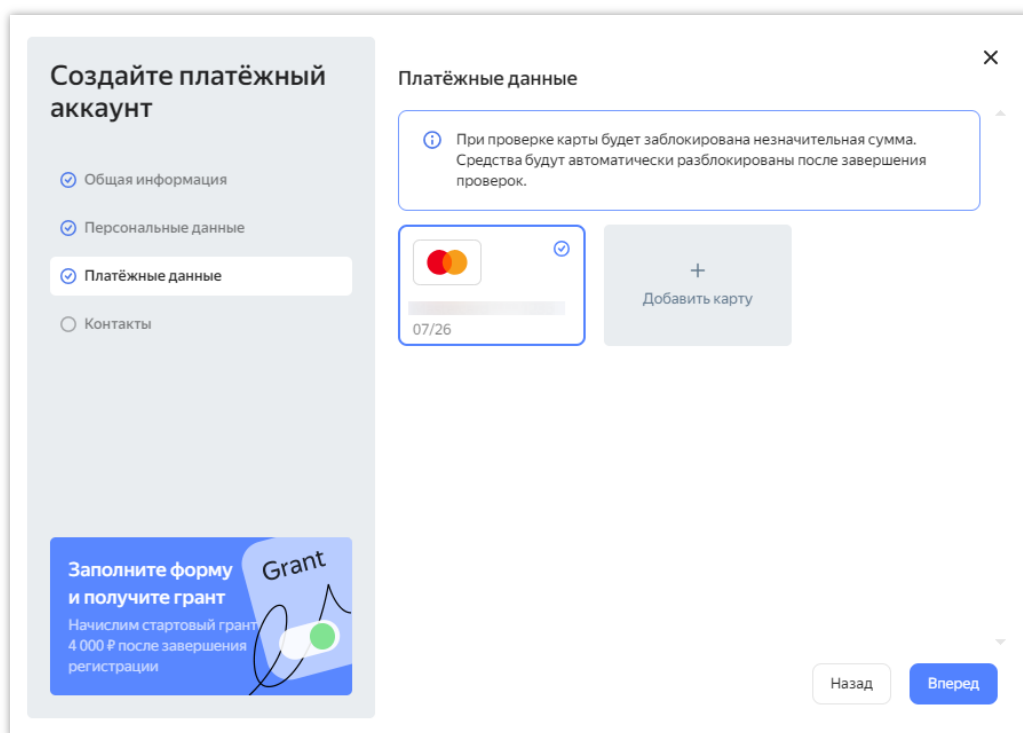 Создайте платёжный
аккаунт
Общая информация
Персональные данные
Платёжные данные
Контакты
Заполните форму
и получите грант
Начислим стартовый грант
4 000 ₽ после завершения
регистрации
Grant
Платёжные данные
При проверке карты будет заблокирована незначительная сумма.
Средства будут автоматически разблокированы после завершения
проверок.
07/26
+
Добавить карту
Назад
Вперед